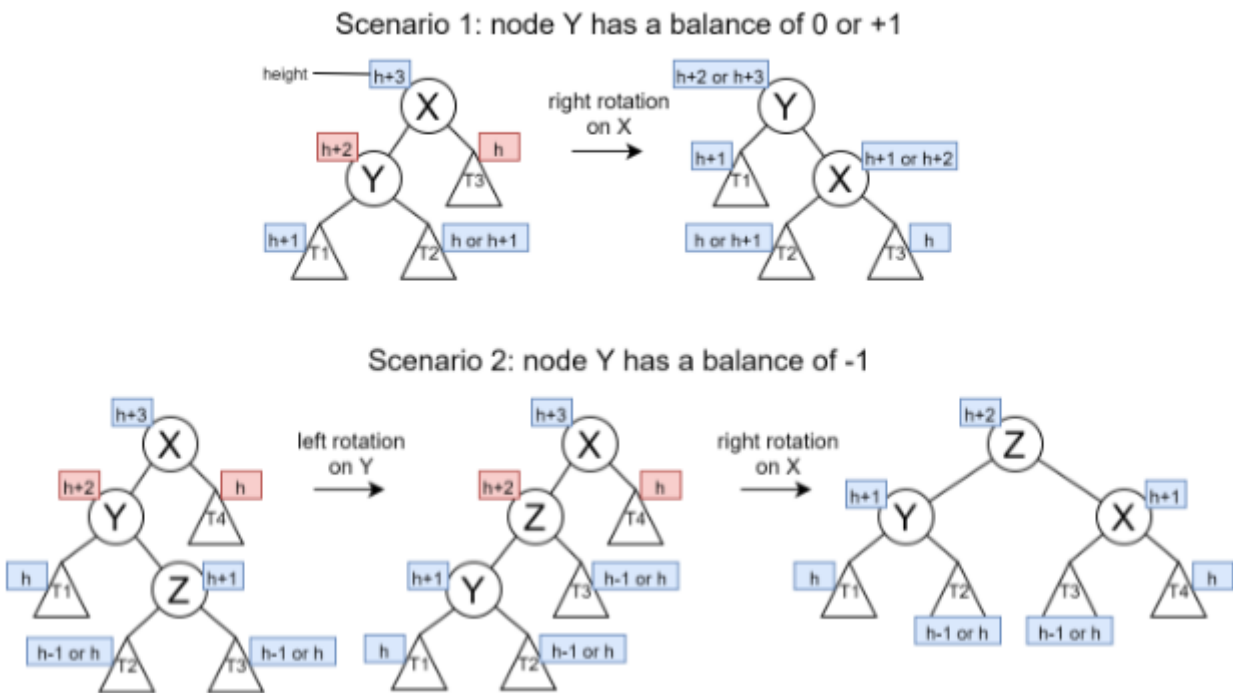 Scenario 1: node Y has a balance of 0 or +1
height
h+3
X
h+2
Y
h
T3
h+1
T1
T2
h or h+1
right rotation
on X
h+2 or h+3
Y
h+1
T1
X
h+1 or h+2
h or h+1
T2
T3
h
Scenario 2: node Y has a balance of -1
h+3
X
h+2
Y
h
T4
h
T1
Z
h+1
h-1 or h
T2
T3
h-1 or h
left rotation
on Y
h+3
X
h+2
Z
h
T4
h+1
Y
T3
h-1 or h
h
T1
T2
h-1 or h
right rotation
on X
h+2
Z
h+1
Y
X
h+1
h
T1
T2
T3
T4
h
h-1 or h
h-1 or h